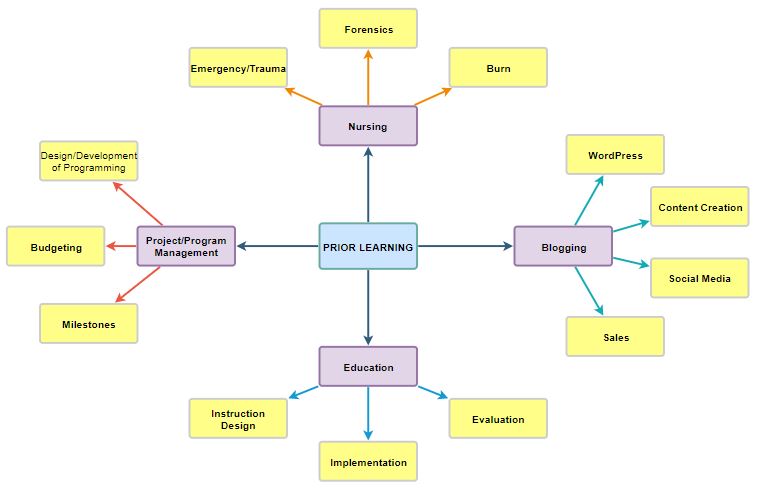 Forensics
Emergency/Trauma
Burn
Nursing
Design/Development
of Programming
WordPress
Content Creation
Budgeting
Project/Program
Management
PRIOR LEARNING
Blogging
Social Media
Milestones
Sales
Education
Instruction
Design
Evaluation
Implementation